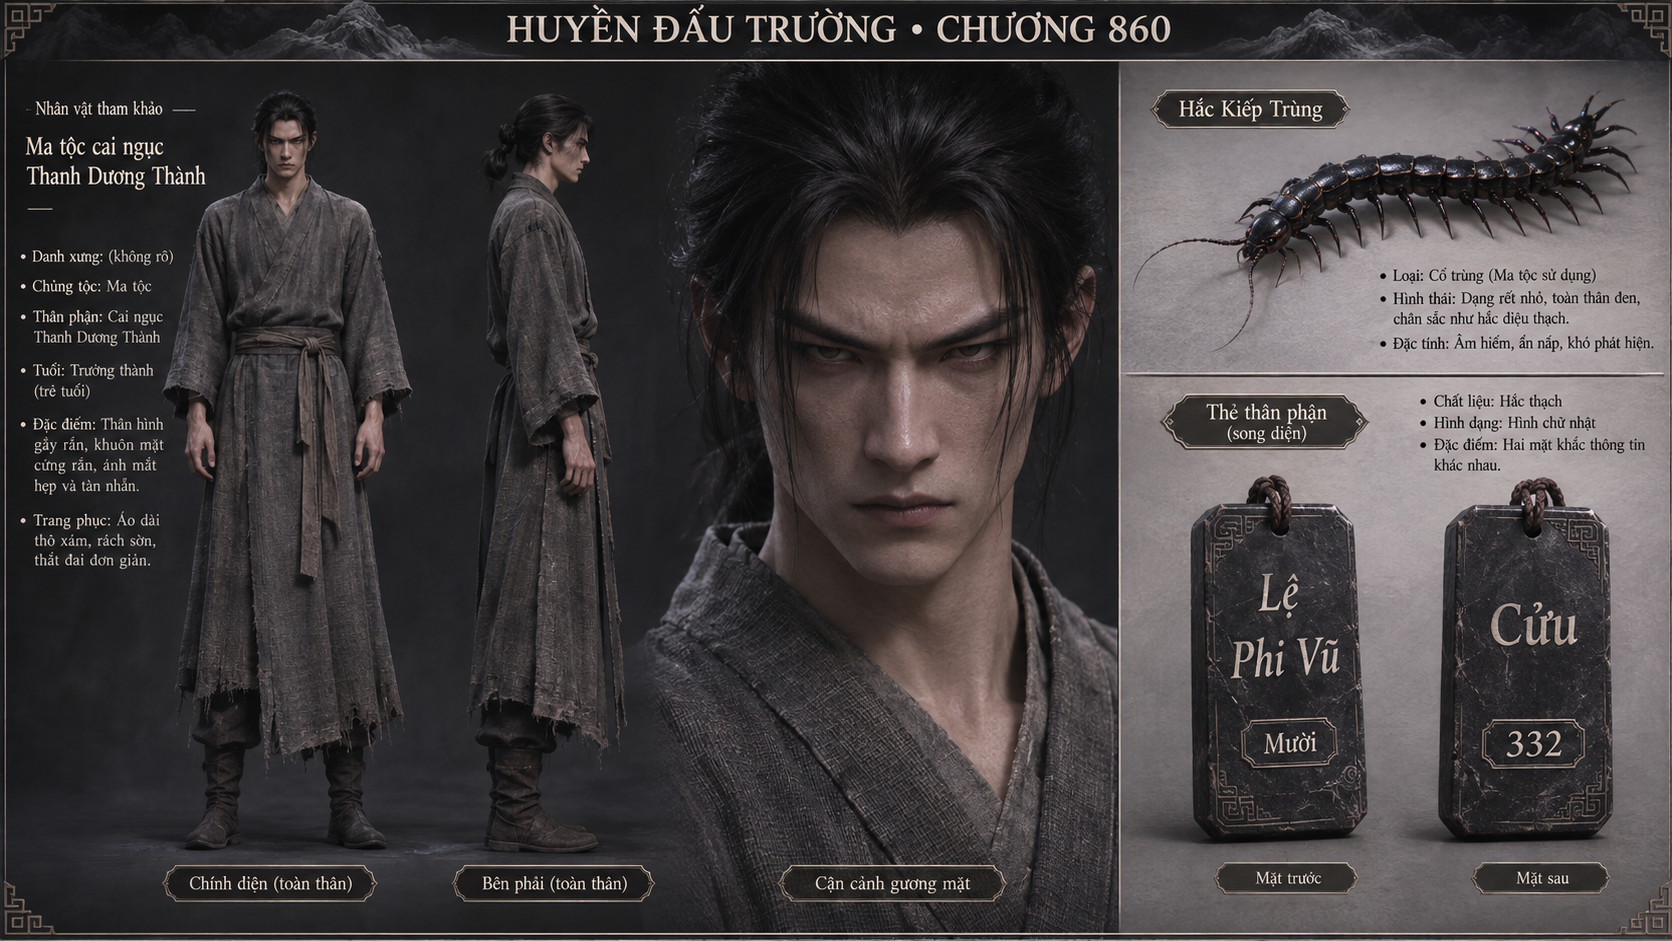 HUYỀN ĐẤU TRƯỜNG • CHƯƠNG 860
Nhân vật tham khảo
Ma tộc cai ngục
Thanh Dương Thành
• Danh xưng: (không rõ)
• Chủng tộc: Ma tộc
• Thân phận: Cai ngục
Thanh Dương Thành
• Tuổi: Trưởng thành
(trẻ tuổi)
• Đặc điểm: Thân hình
gầy rắn, khuôn mặt
cứng rắn, ánh mắt
hẹp và tàn nhẫn.
• Trang phục: Áo dài
thô xám, rách sờn,
thắt đai đơn giản.
Chính diện (toàn thân)
Bên phải (toàn thân)
Cận cảnh gương mặt
Hắc Kiếp Trùng
• Loại: Cổ trùng (Ma tộc sử dụng)
• Hình thái: Dạng rết nhỏ, toàn thân đen,
chân sắc như hắc diệu thạch.
• Đặc tính: Âm hiểm, ẩn nấp, khó phát hiện.
Thẻ thân phận
(song diện)
• Chất liệu: Hắc thạch
• Hình dạng: Hình chữ nhật
• Đặc điểm: Hai mặt khắc thông tin
khác nhau.
Lệ
Phi Vũ
Mười
Cửu
332
Mặt trước
Mặt sau